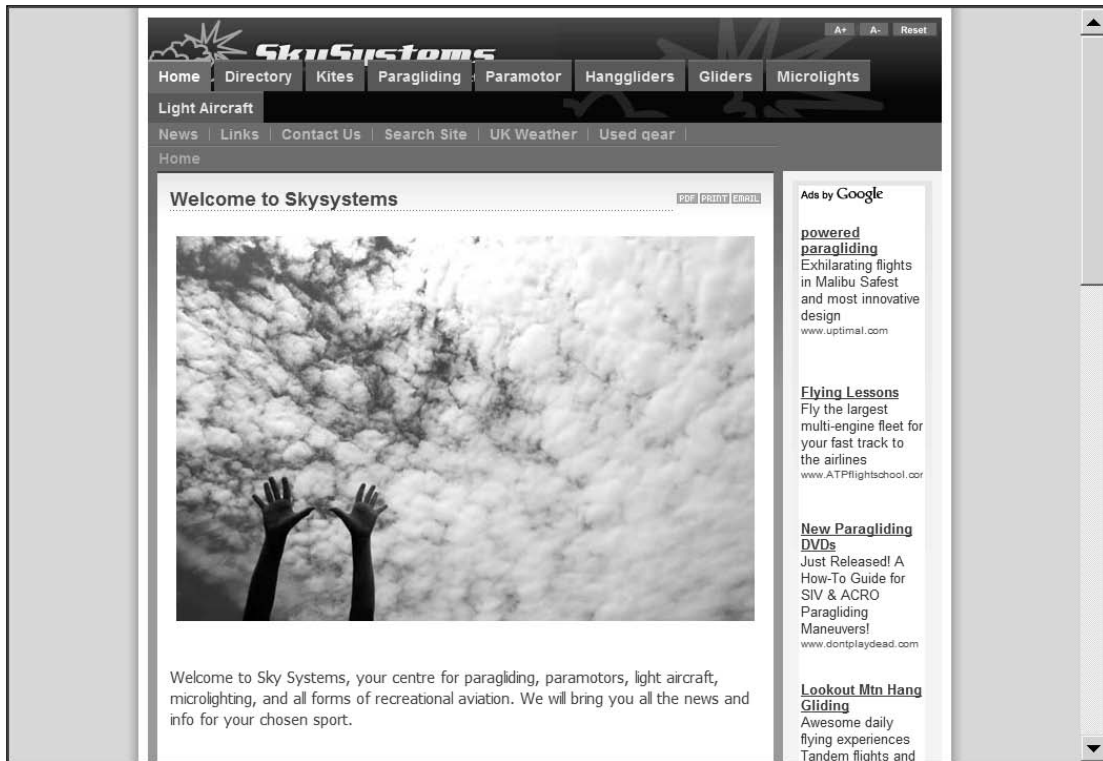 SkySystems
A+ A- Reset
Home Directory Kites Paragliding Paramotor Hanggliders Gliders Microlights
Light Aircraft
News | Links | Contact Us | Search Site | UK Weather | Used gear |
Home
Welcome to Skysystems
PDF PRINT EMAIL
Welcome to Sky Systems, your centre for paragliding, paramotors, light aircraft,
microlighting, and all forms of recreational aviation. We will bring you all the news and
info for your chosen sport.
Ads by Google
powered
paragliding
Exhilarating flights
in Malibu Safest
and most innovative
design
www.uptimal.com
Flying Lessons
Fly the largest
multi-engine fleet for
your fast track to
the airlines
www.ATPflightschool.cor
New Paragliding
DVDs
Just Released! A
How-To Guide for
SIV & ACRO
Paragliding
Maneuvers!
www.dontplaydead.com
Lookout Mtn Hang
Gliding
Awesome daily
flying experiences
Tandem flights and